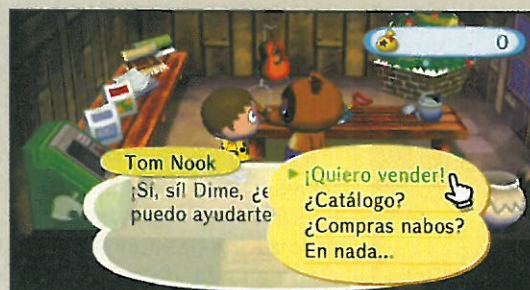 0
Tom Nook
¡Sí, sí! Dime, ¿e
puedo ayudarte
¡Quiero vender!
¿Catálogo?
¿Compras nabos?
En nada...